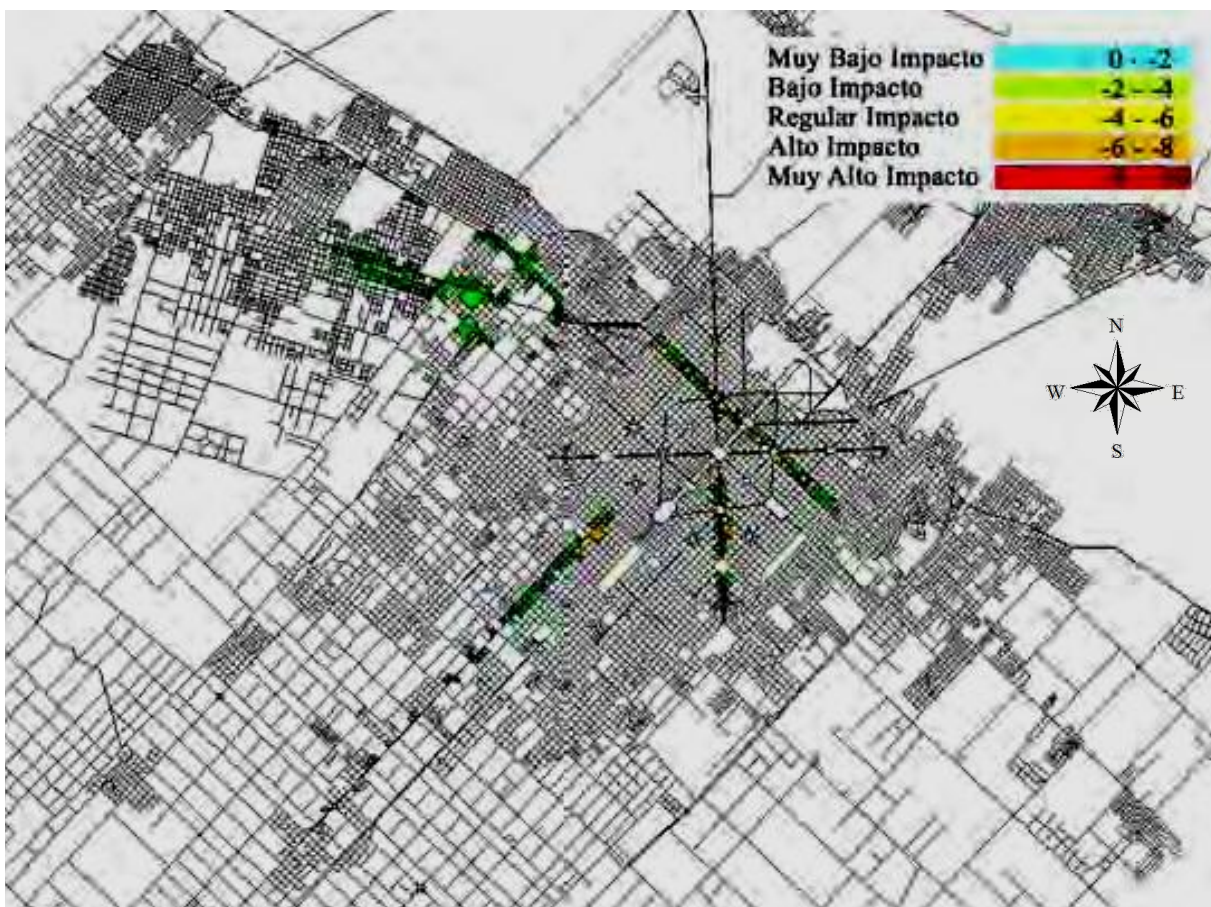 Muy Bajo Impacto 0 - -2
Bajo Impacto -2 - -4
Regular Impacto -4 - -6
Alto Impacto -6 - -8
Muy Alto Impacto
N
W E
S